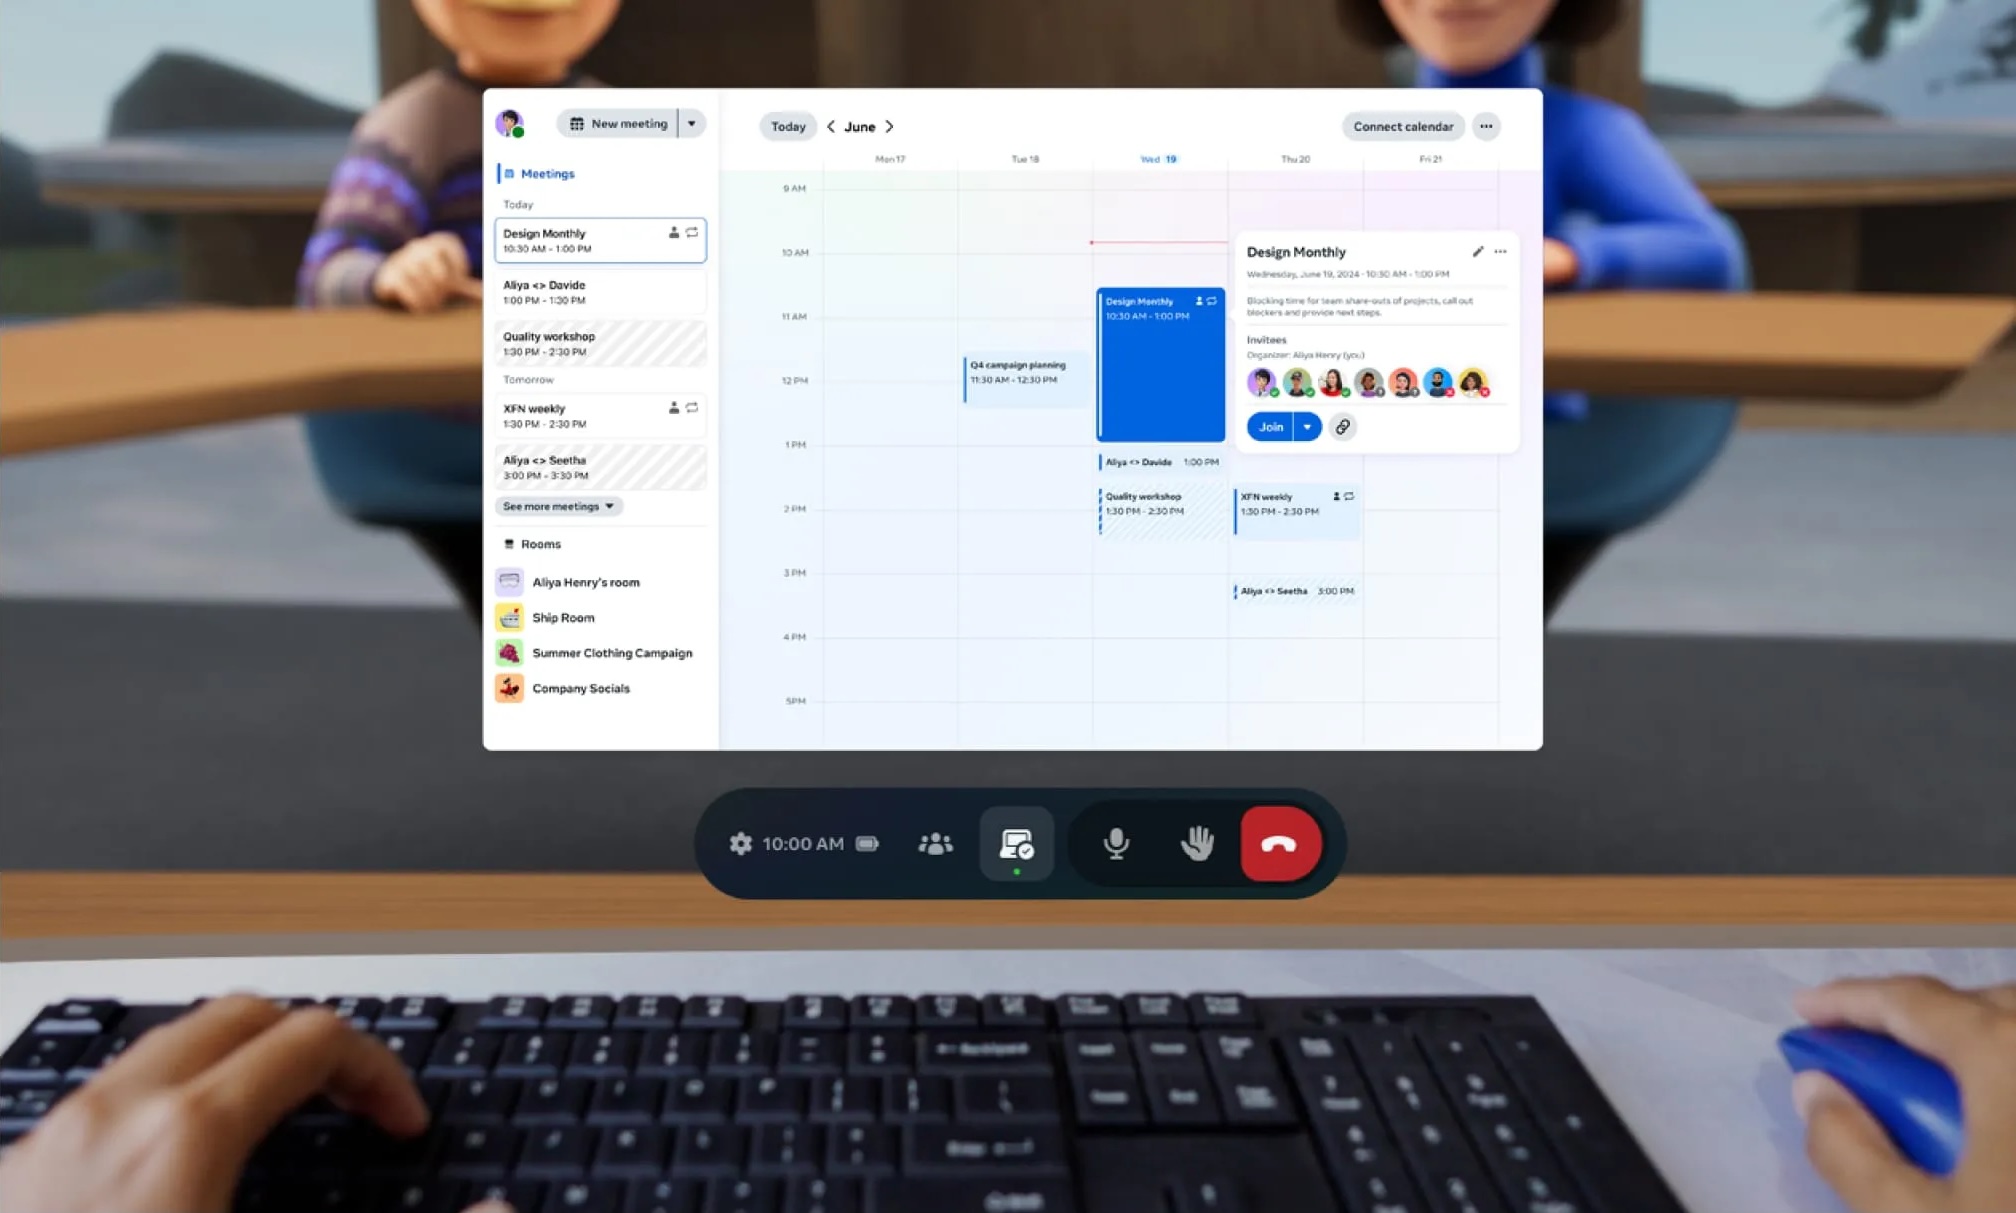 New meeting
Meetings
Today
Design Monthly
10:30 AM - 1:00 PM
Aliya <> Davide
1:00 PM - 1:30 PM
Quality workshop
1:30 PM - 2:30 PM
Tomorrow
XFN weekly
1:30 PM - 2:30 PM
Aliya <> Seetha
3:00 PM - 3:30 PM
See more meetings
Rooms
Aliya Henry's room
Ship Room
Summer Clothing Campaign
Company Socials
Today < June >
Connect calendar
Mon 17 Tue 18 Wed 19 Thu 20 Fri 21
9 AM
10 AM
11 AM
12 PM
1 PM
2 PM
3 PM
4 PM
5PM
Q4 campaign planning
11:30 AM - 12:30 PM
Design Monthly
10:30 AM - 1:00 PM
Aliya <> Davide 1:00 PM
Quality workshop
1:30 PM - 2:30 PM
XFN weekly
1:30 PM - 2:30 PM
Aliya <> Seetha 3:00 PM
Design Monthly
Wednesday, June 19, 2024 · 10:30 AM - 1:00 PM
Blocking time for team share-outs of projects, call out
blockers and provide next steps.
Invitees
Organizer: Aliya Henry (you)
Join
10:00 AM
Backspace